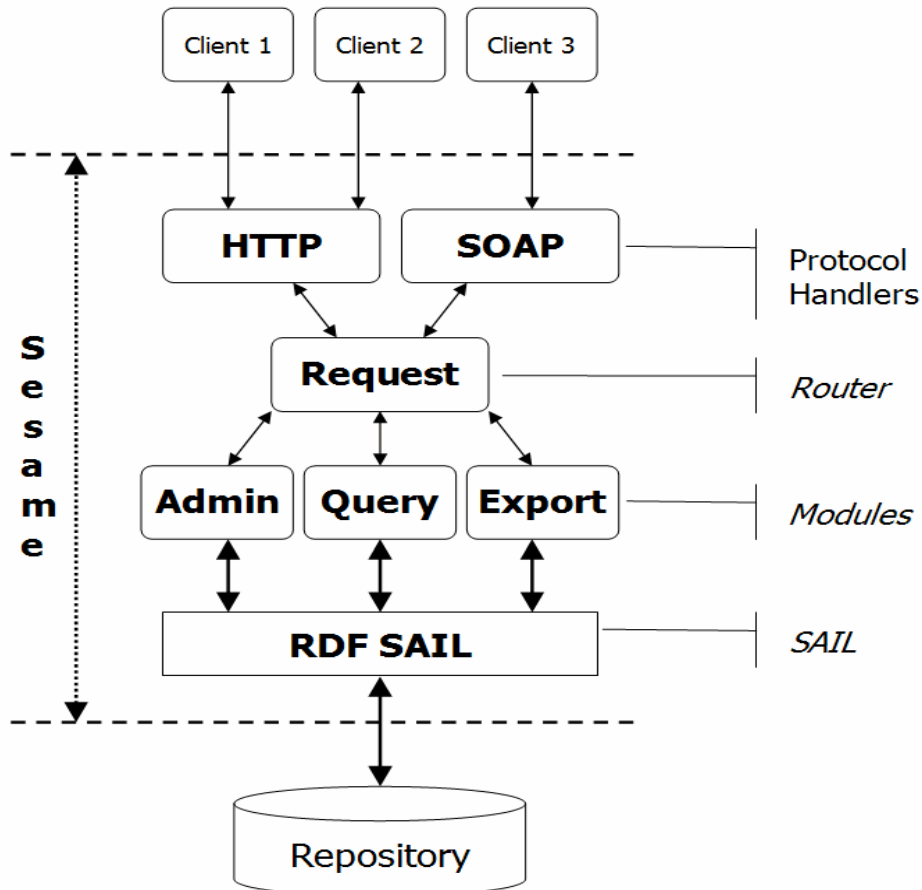 Client 1
Client 2
Client 3
HTTP
SOAP
Protocol
Handlers
Sesame
Request
Router
Admin
Query
Export
Modules
RDF SAIL
SAIL
Repository